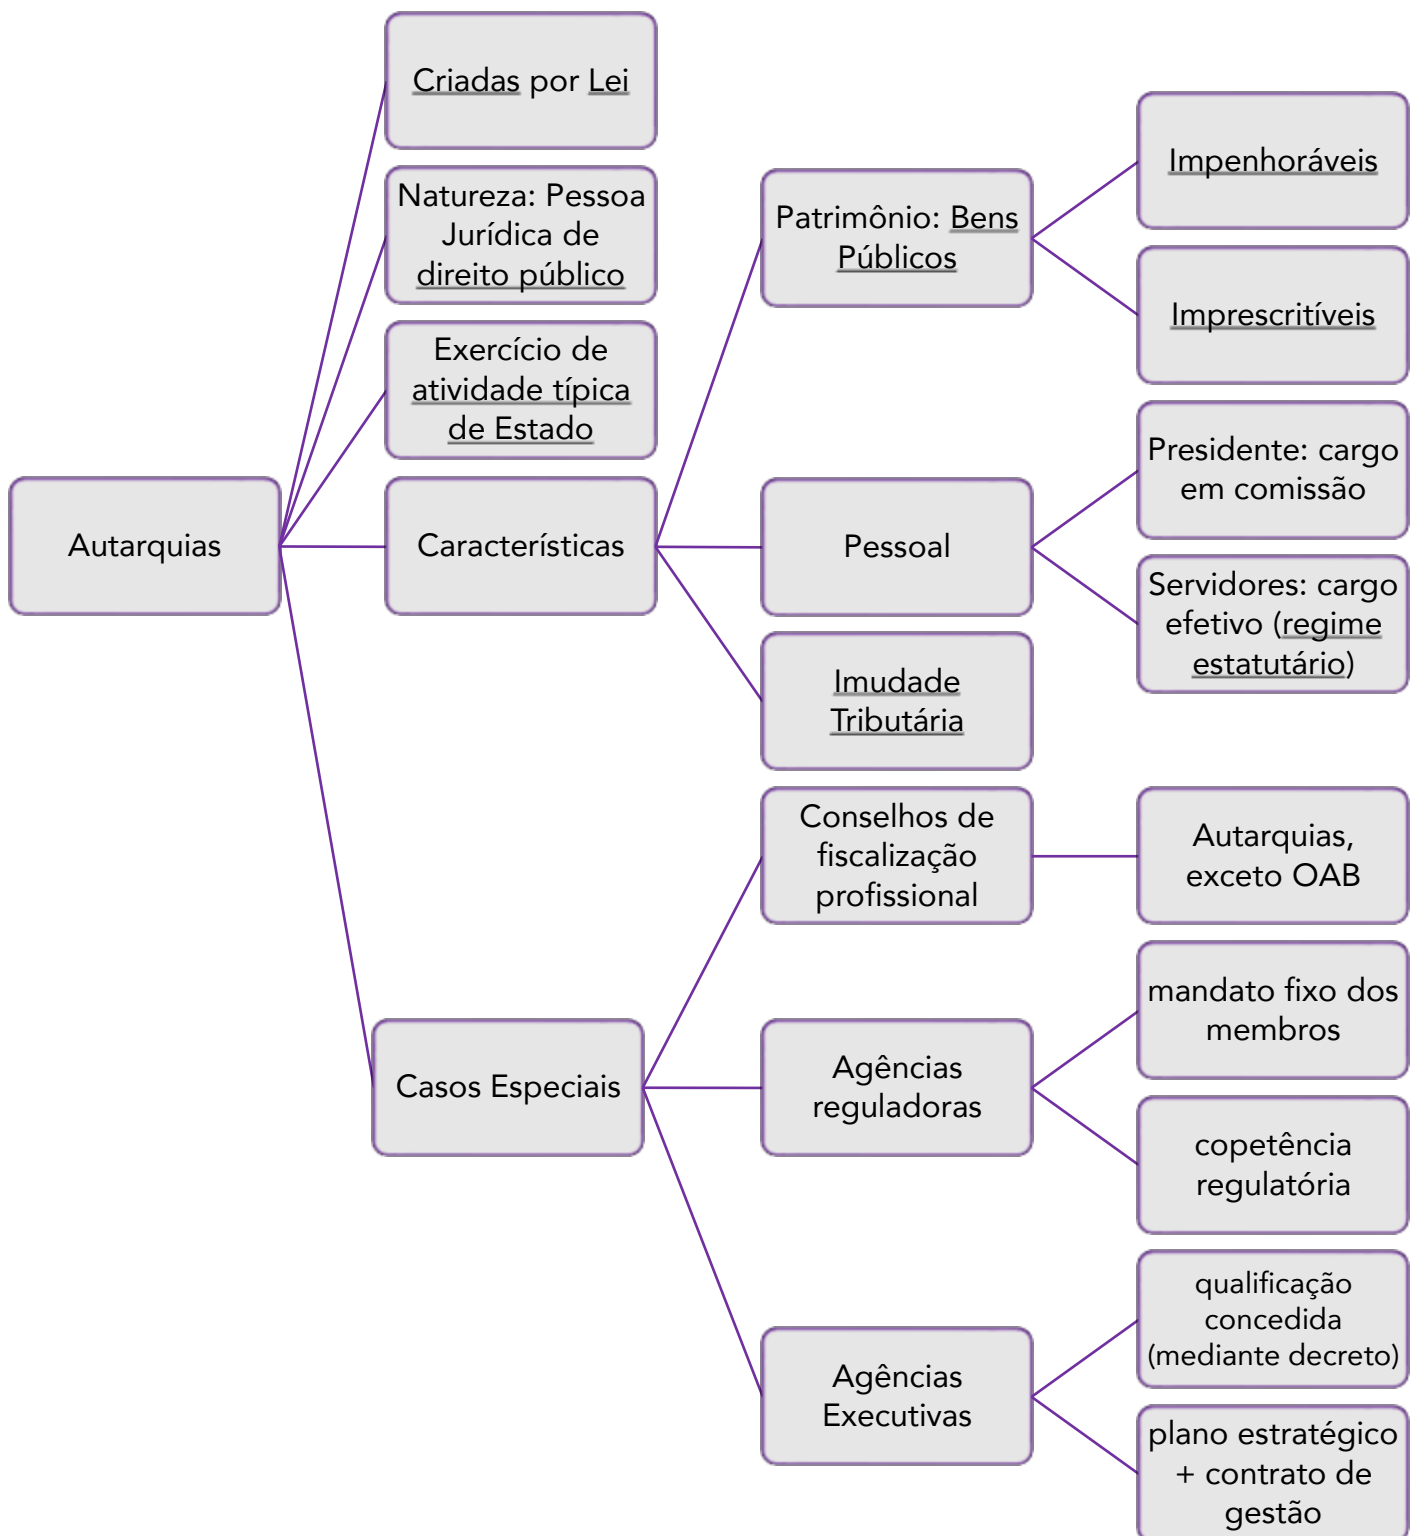 Criadas por Lei
Natureza: Pessoa
Jurídica de
direito público
Exercício de
atividade típica
de Estado
Autarquias
Características
Patrimônio: Bens
Públicos
Impenhoráveis
Imprescritíveis
Pessoal
Presidente: cargo
em comissão
Servidores: cargo
efetivo (regime
estatutário)
Imudade
Tributária
Casos Especiais
Conselhos de
fiscalização
profissional
Autarquias,
exceto OAB
Agências
reguladoras
mandato fixo dos
membros
copetência
regulatória
Agências
Executivas
qualificação
concedida
(mediante decreto)
plano estratégico
+ contrato de
gestão